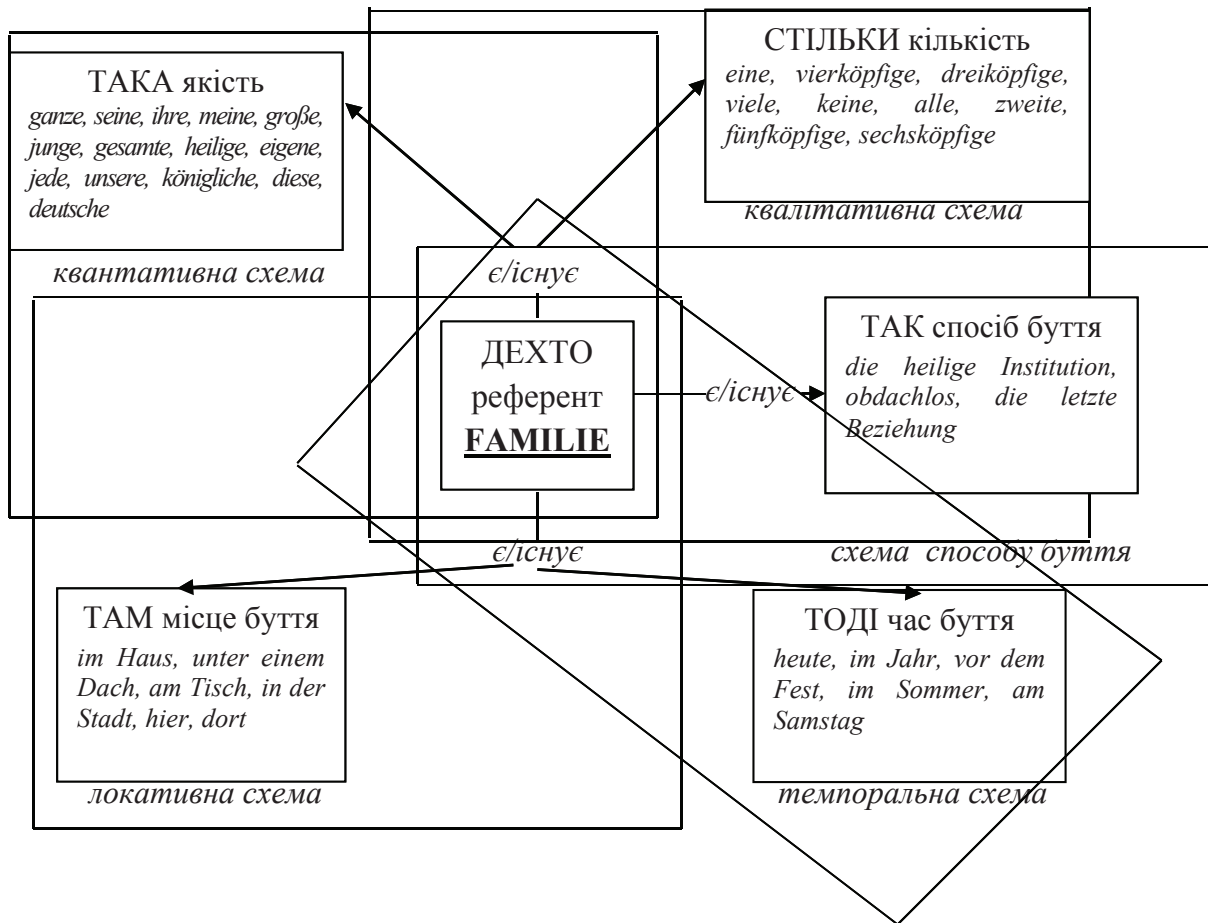 ТАКА якість
ganze, seine, ihre, meine, große,
junge, gesamte, heilige, eigene,
jede, unsere, königliche, diese,
deutsche
квантативна схема
СТІЛЬКИ кількість
eine, vierköpfige, dreiköpfige,
viele, keine, alle, zweite,
fünfköpfige, sechsköpfige
квалітативна схема
є/існує
ДЕХТО
референт
FAMILIE
є/існує
ТАК спосіб буття
die heilige Institution,
obdachlos, die letzte
Beziehung
схема способу буття
є/існує
ТАМ місце буття
im Haus, unter einem
Dach, am Tisch, in der
Stadt, hier, dort
локативна схема
ТОДІ час буття
heute, im Jahr, vor dem
Fest, im Sommer, am
Samstag
темпоральна схема